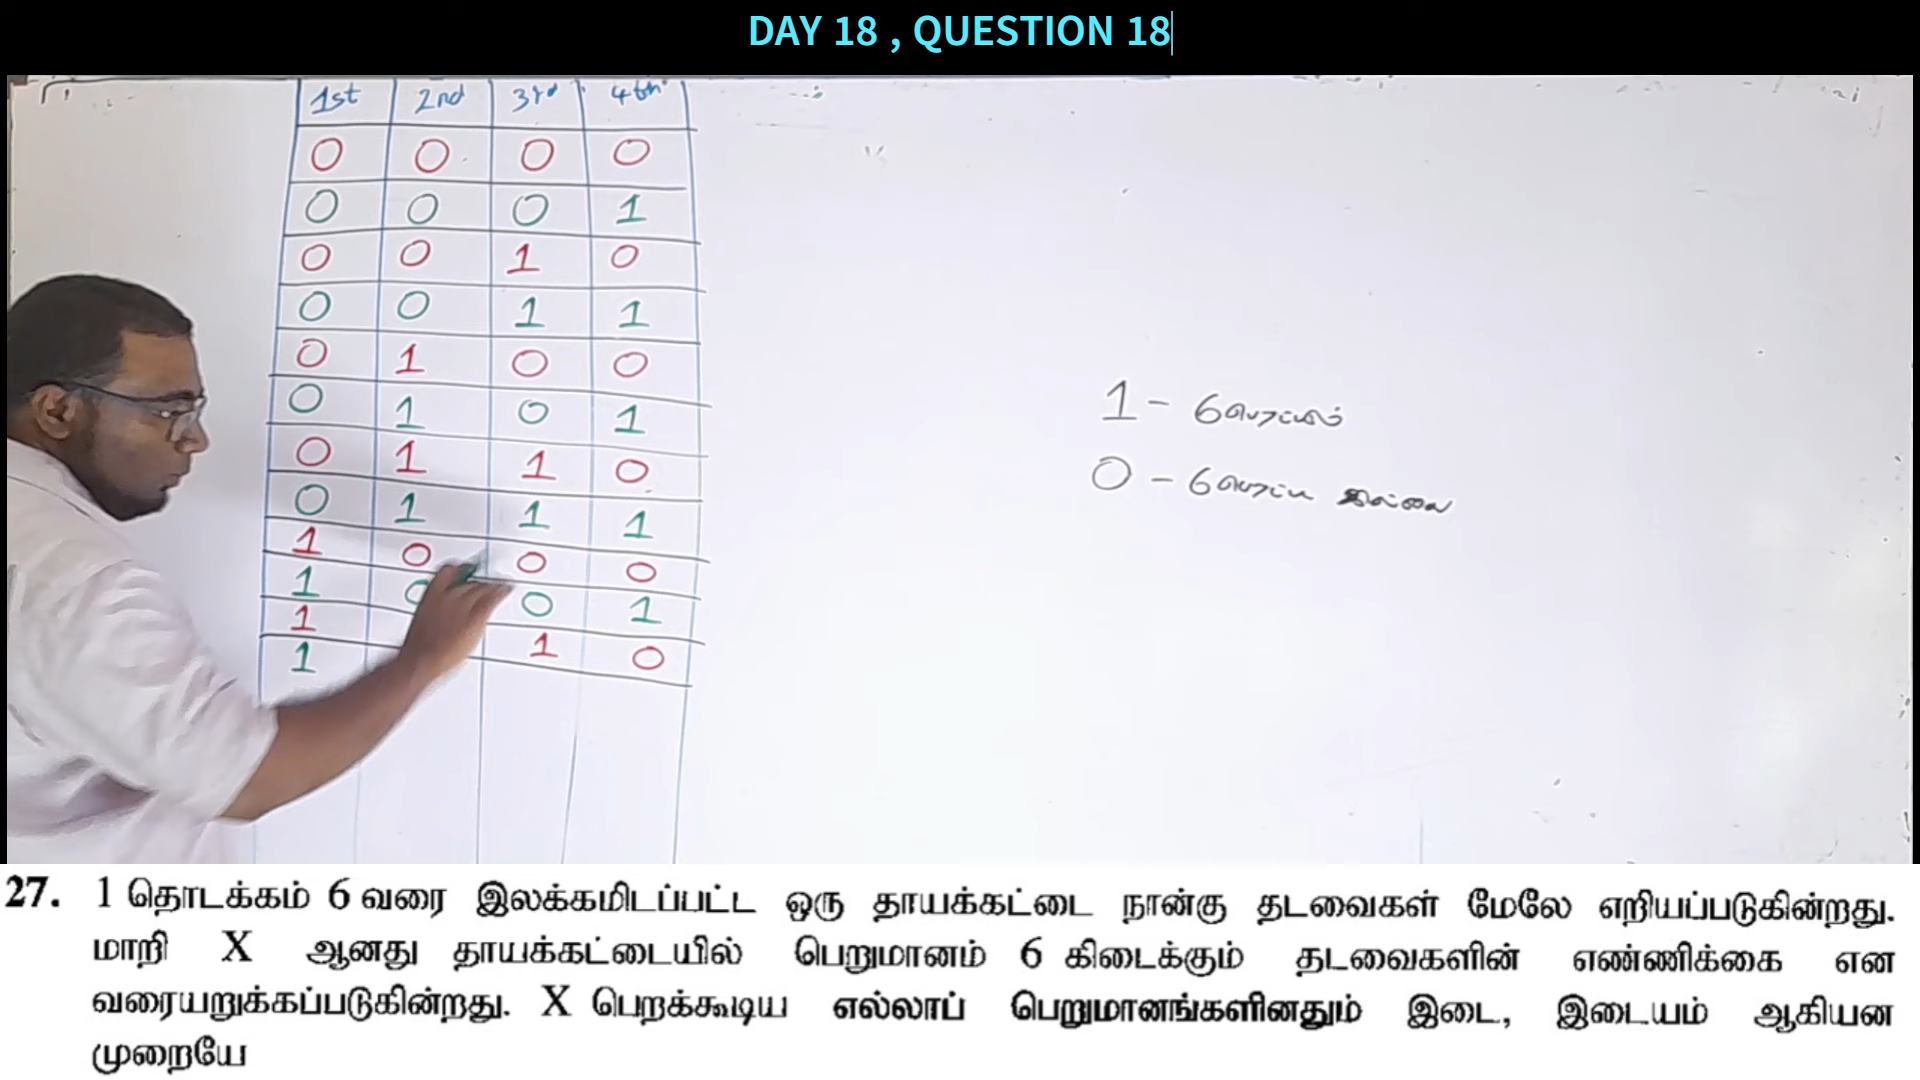 DAY 18 , QUESTION 18
1st 2nd 3rd 4th
0 0 0 0
0 0 0 1
0 0 1 0
0 0 1 1
0 1 0 0
0 1 0 1
0 1 1 0
0 1 1 1
1 0 0 0
1 0 0 1
1 1 0
1
1 - 6
0 - 6 இல்லை
27. 1 தொடக்கம் 6 வரை இலக்கமிடப்பட்ட ஒரு தாயக்கட்டை நான்கு தடவைகள் மேலே எறியப்படுகின்றது.
மாறி X ஆனது தாயக்கட்டையில் பெறுமானம் 6 கிடைக்கும் தடவைகளின் எண்ணிக்கை என
வரையறுக்கப்படுகின்றது. X பெறக்கூடிய எல்லாப் பெறுமானங்களினதும் இடை, இடையம் ஆகியன
முறையே